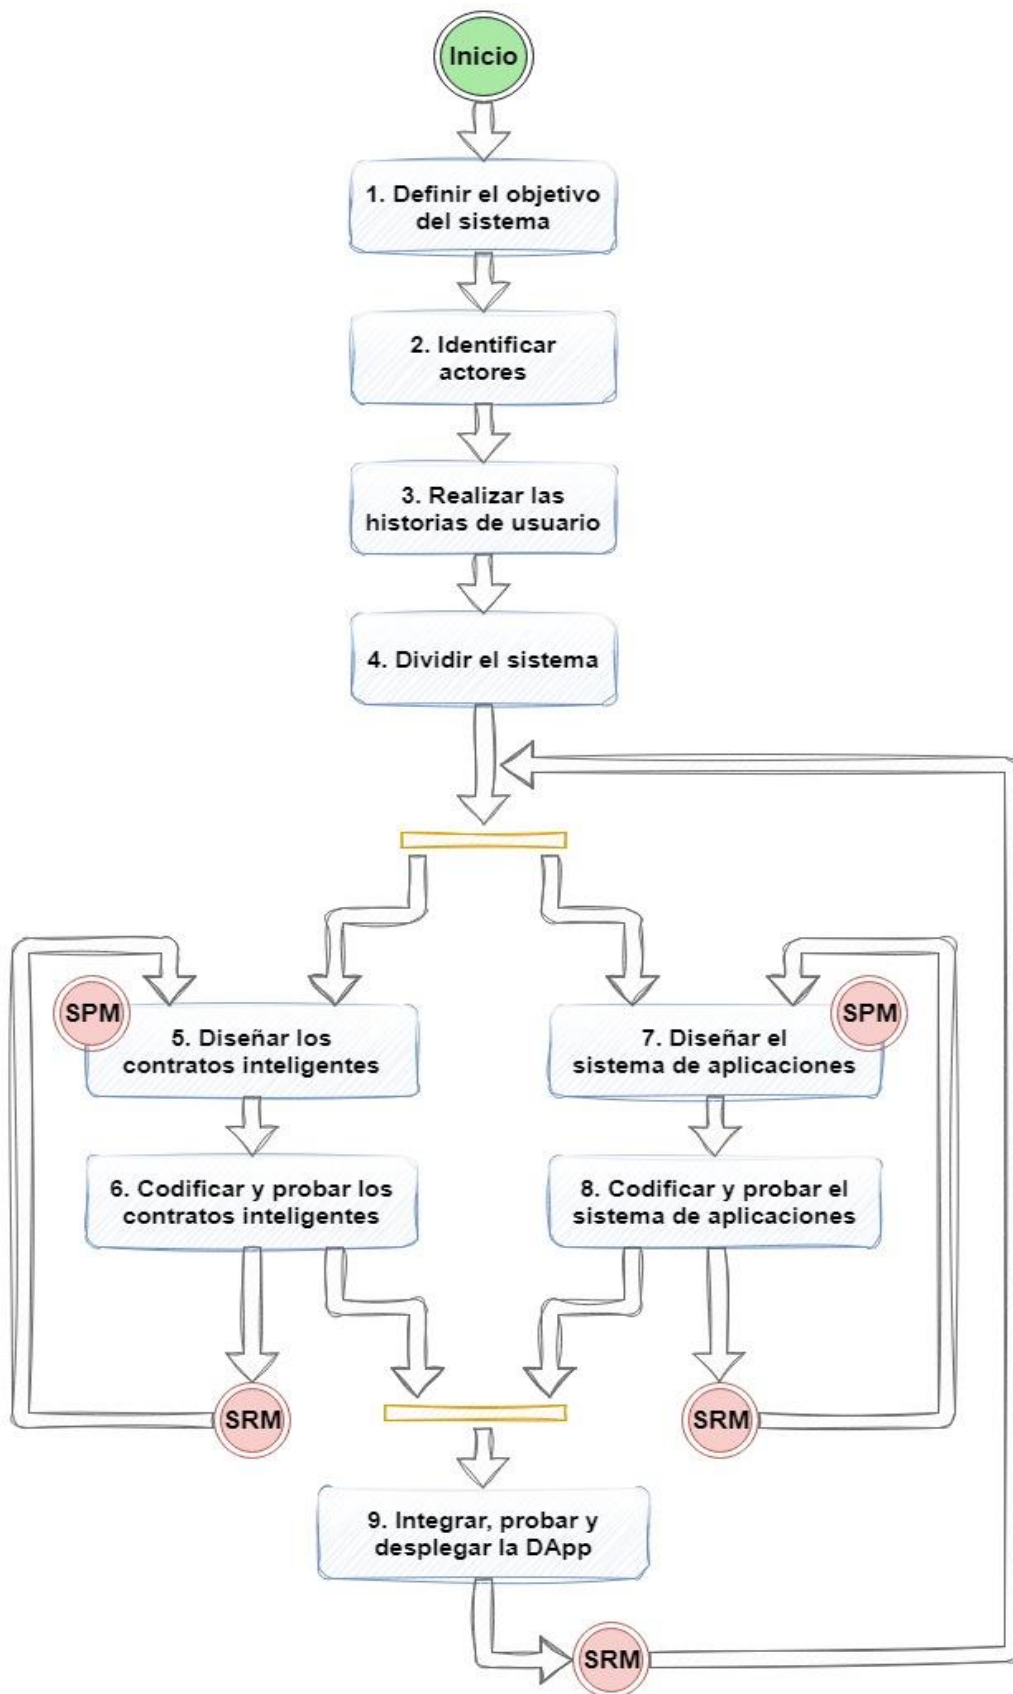 Inicio
1. Definir el objetivo
del sistema
2. Identificar
actores
3. Realizar las
historias de usuario
4. Dividir el sistema
SPM
5. Diseñar los
contratos inteligentes
SPM
7. Diseñar el
sistema de aplicaciones
6. Codificar y probar los
contratos inteligentes
8. Codificar y probar el
sistema de aplicaciones
SRM
SRM
9. Integrar, probar y
desplegar la DApp
SRM